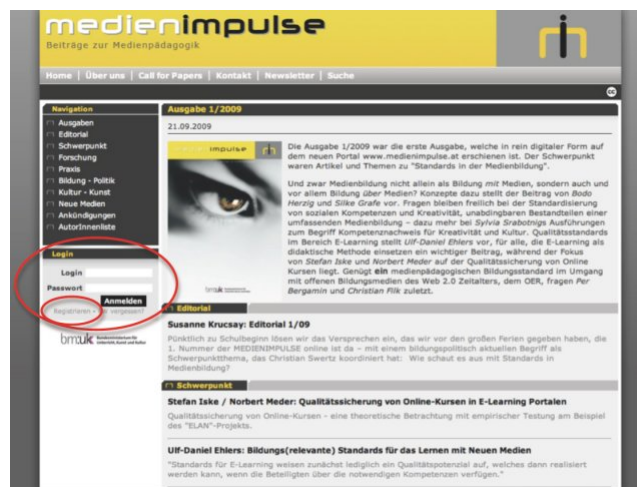 medienimpulse
Beiträge zur Medienpädagogik
Home | Über uns | Call for Papers | Kontakt | Newsletter | Suche
cc
Navigation
Ausgaben
Editorial
Schwerpunkt
Forschung
Praxis
Bildung - Politik
Kultur - Kunst
Neue Medien
Ankündigungen
AutorInnenliste
Login
Login
Passwort
Anmelden
Registrieren • vergessen?
bm:uk Bundesministerium für
Unterricht, Kunst und Kultur
Ausgabe 1/2009
21.09.2009
impulse
bm:uk
Die Ausgabe 1/2009 war die erste Ausgabe, welche in rein digitaler Form auf
dem neuen Portal www.medienimpulse.at erschienen ist. Der Schwerpunkt
waren Artikel und Themen zu "Standards in der Medienbildung".
Und zwar Medienbildung nicht allein als Bildung mit Medien, sondern auch und
vor allem Bildung über Medien? Konzepte dazu stellt der Beitrag von Bodo
Herzig und Silke Grafe vor. Fragen bleiben freilich bei der Standardisierung
von sozialen Kompetenzen und Kreativität, unabdingbaren Bestandteilen einer
umfassenden Medienbildung – dazu mehr bei Sylvia Srabotnigs Ausführungen
zum Begriff Kompetenznachweis für Kreativität und Kultur. Qualitätsstandards
im Bereich E-Learning stellt Ulf-Daniel Ehlers vor, für alle, die E-Learning als
didaktische Methode einsetzen ein wichtiger Beitrag, während der Fokus
von Stefan Iske und Norbert Meder auf der Qualitätssicherung von Online
Kursen liegt. Genügt ein medienpädagogischen Bildungsstandard im Umgang
mit offenen Bildungsmedien des Web 2.0 Zeitalters, dem OER, fragen Per
Bergamin und Christian Filk zuletzt.
Editorial
Susanne Krucsay: Editorial 1/09
Pünktlich zu Schulbeginn lösen wir das Versprechen ein, das wir vor den großen Ferien gegeben haben, die
1. Nummer der MEDIENIMPULSE online ist da – mit einem bildungspolitisch aktuellen Begriff als
Schwerpunktthema, das Christian Swertz koordiniert hat: Wie schaut es aus mit Standards in
Medienbildung?
Schwerpunkt
Stefan Iske / Norbert Meder: Qualitätssicherung von Online-Kursen in E-Learning Portalen
Qualitätssicherung von Online-Kursen - eine theoretische Betrachtung mit empirischer Testung am Beispiel
des "ELAN"-Projekts.
Ulf-Daniel Ehlers: Bildungs(relevante) Standards für das Lernen mit Neuen Medien
"Standards für E-Learning weisen zunächst lediglich ein Qualitätspotenzial auf, welches dann realisiert
werden kann, wenn die Beteiligten über die notwendigen Kompetenzen verfügen."